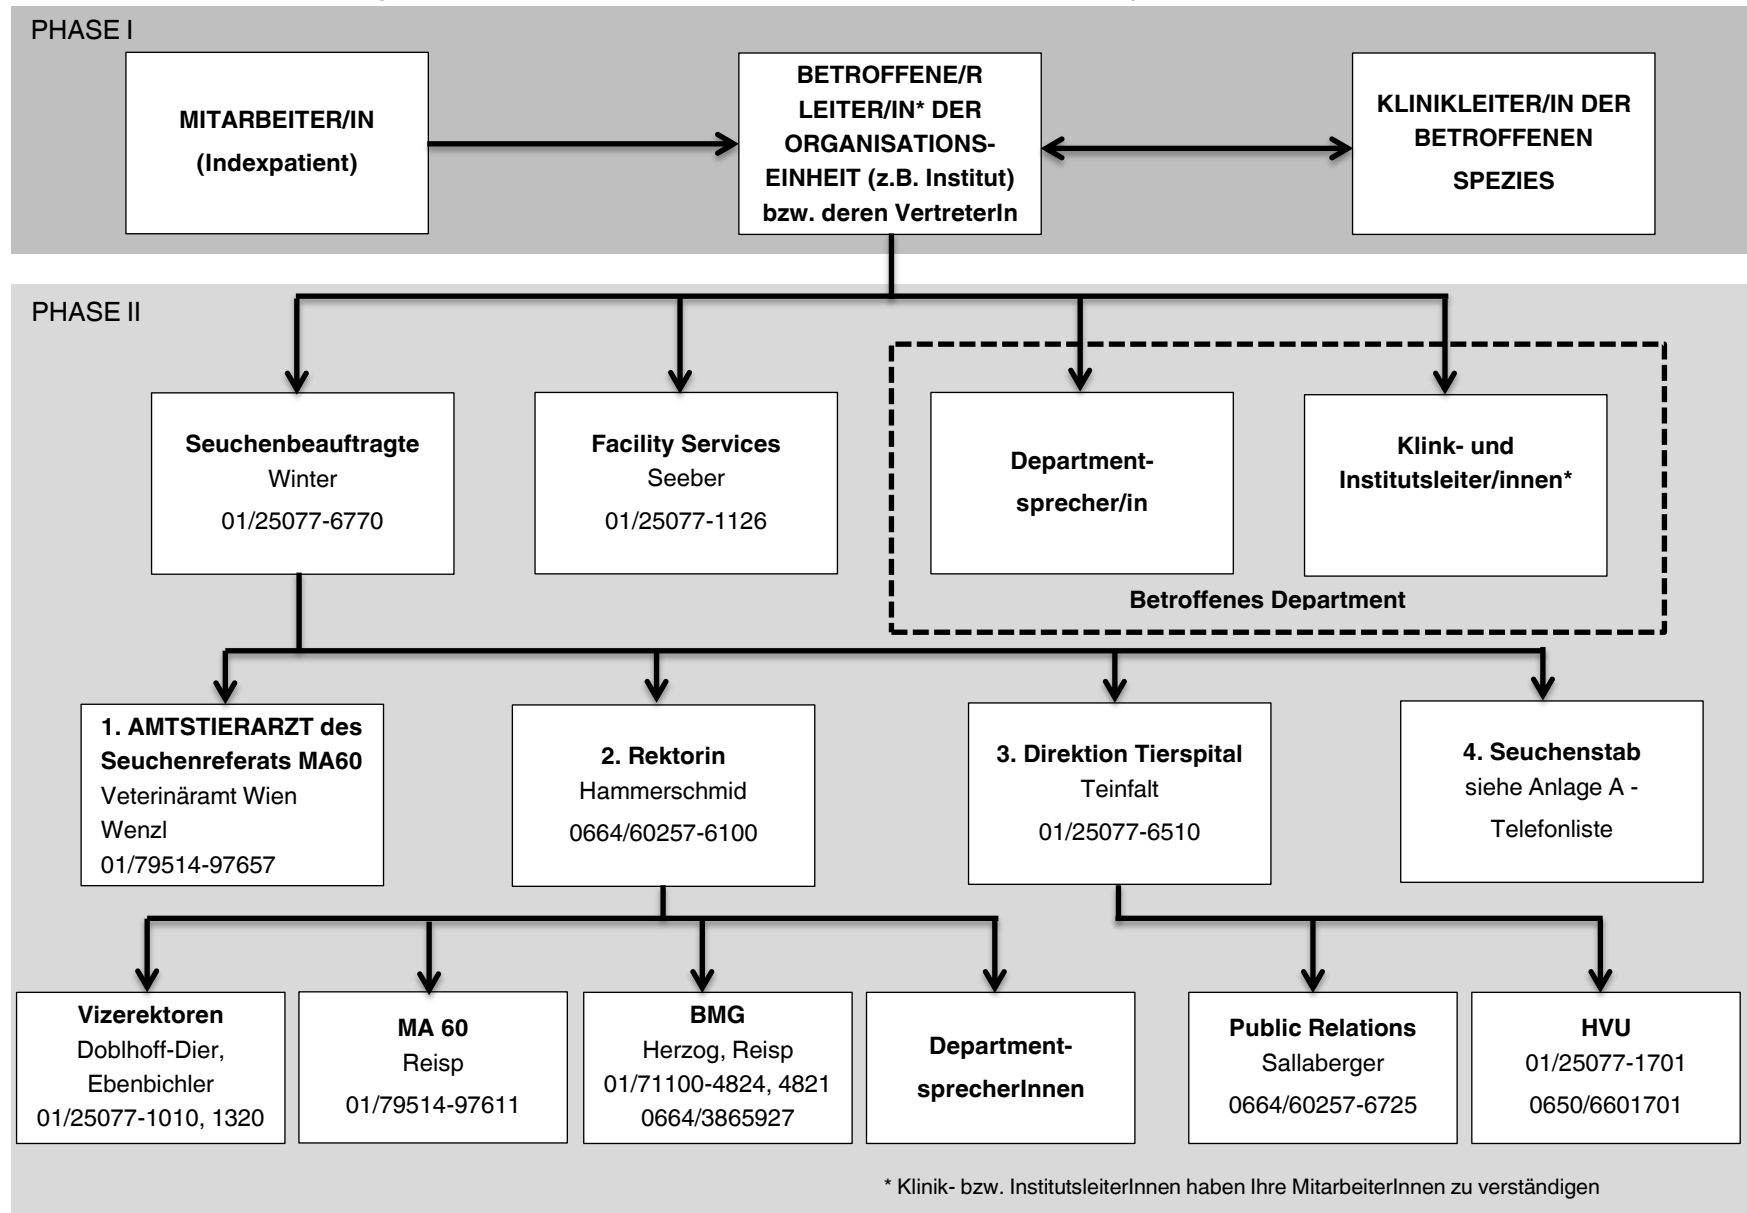 PHASE I
MITARBEITER/IN
(Indexpatient)
BETROFFENE/R
LEITER/IN* DER
ORGANISATIONS-
EINHEIT (z.B. Institut)
bzw. deren VertreterIn
KLINIKLEITER/IN DER
BETROFFENEN
SPEZIES
PHASE II
Seuchenbeauftragte
Winter
01/25077-6770
Facility Services
Seeber
01/25077-1126
Department-
sprecher/in
Klink- und
Institutsleiter/innen*
Betroffenes Department
1. AMTSTIERARZT des
Seuchenreferats MA60
Veterinäramt Wien
Wenzl
01/79514-97657
2. Rektorin
Hammerschmid
0664/60257-6100
3. Direktion Tierspital
Teinfalt
01/25077-6510
4. Seuchenstab
siehe Anlage A -
Telefonliste
Vizerektoren
Doblhoff-Dier,
Ebenbichler
01/25077-1010, 1320
MA 60
Reisp
01/79514-97611
BMG
Herzog, Reisp
01/71100-4824, 4821
0664/3865927
Department-
sprecherInnen
Public Relations
Sallaberger
0664/60257-6725
HVU
01/25077-1701
0650/6601701
* Klinik- bzw. InstitutsleiterInnen haben Ihre MitarbeiterInnen zu verständigen